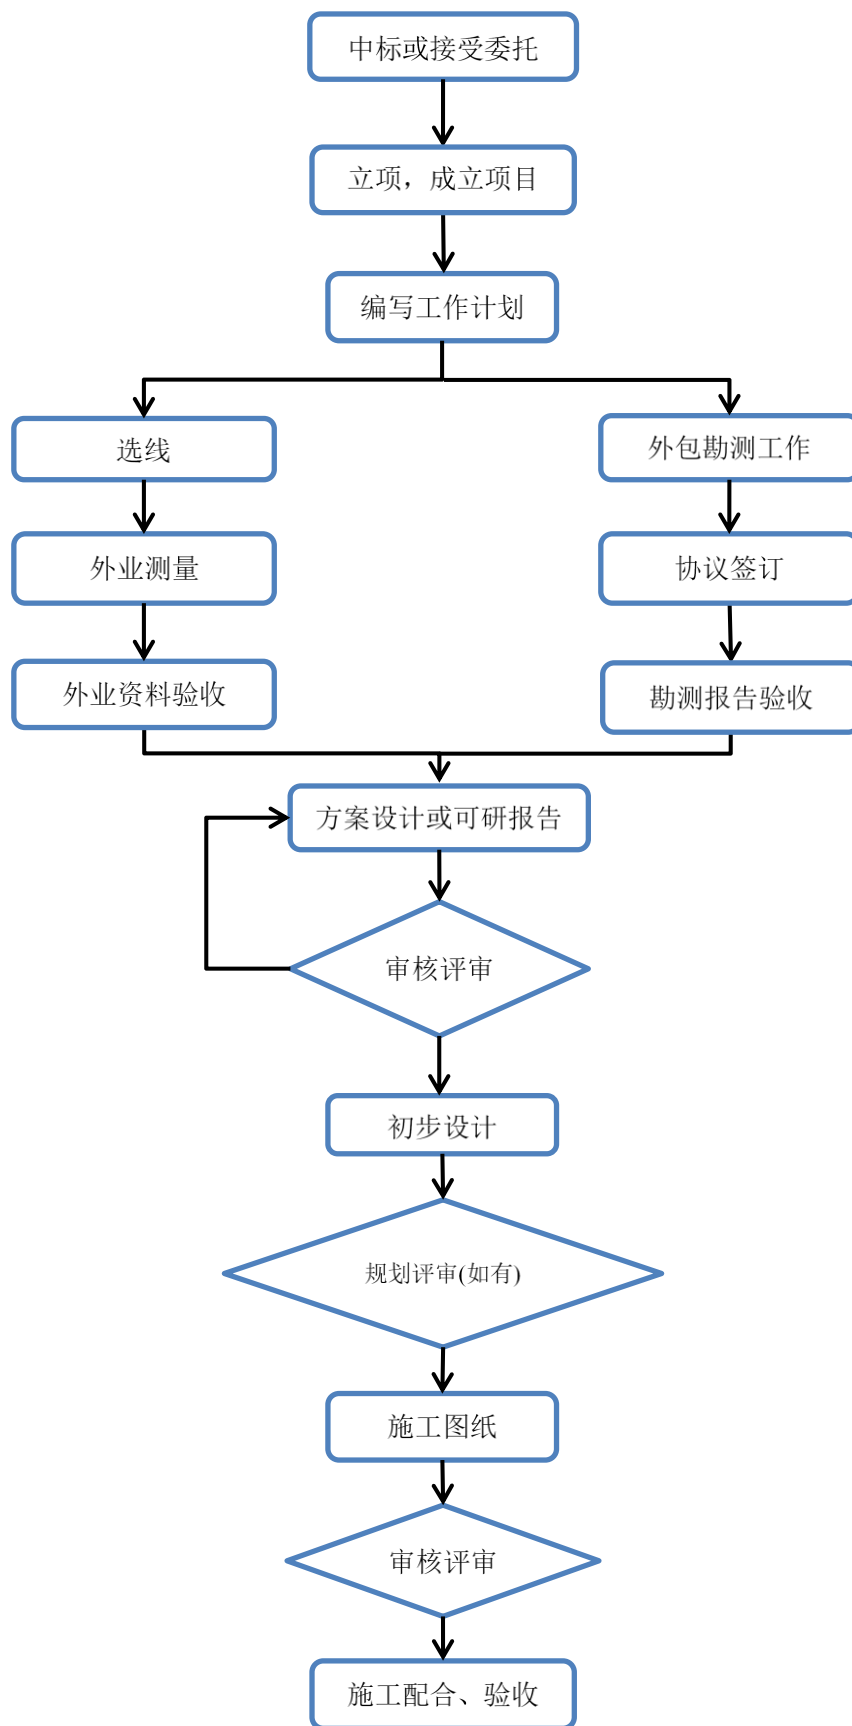 中标或接受委托
立项，成立项目
编写工作计划
选线
外包勘测工作
外业测量
协议签订
外业资料验收
勘测报告验收
方案设计或可研报告
审核评审
初步设计
规划评审(如有)
施工图纸
审核评审
施工配合、验收